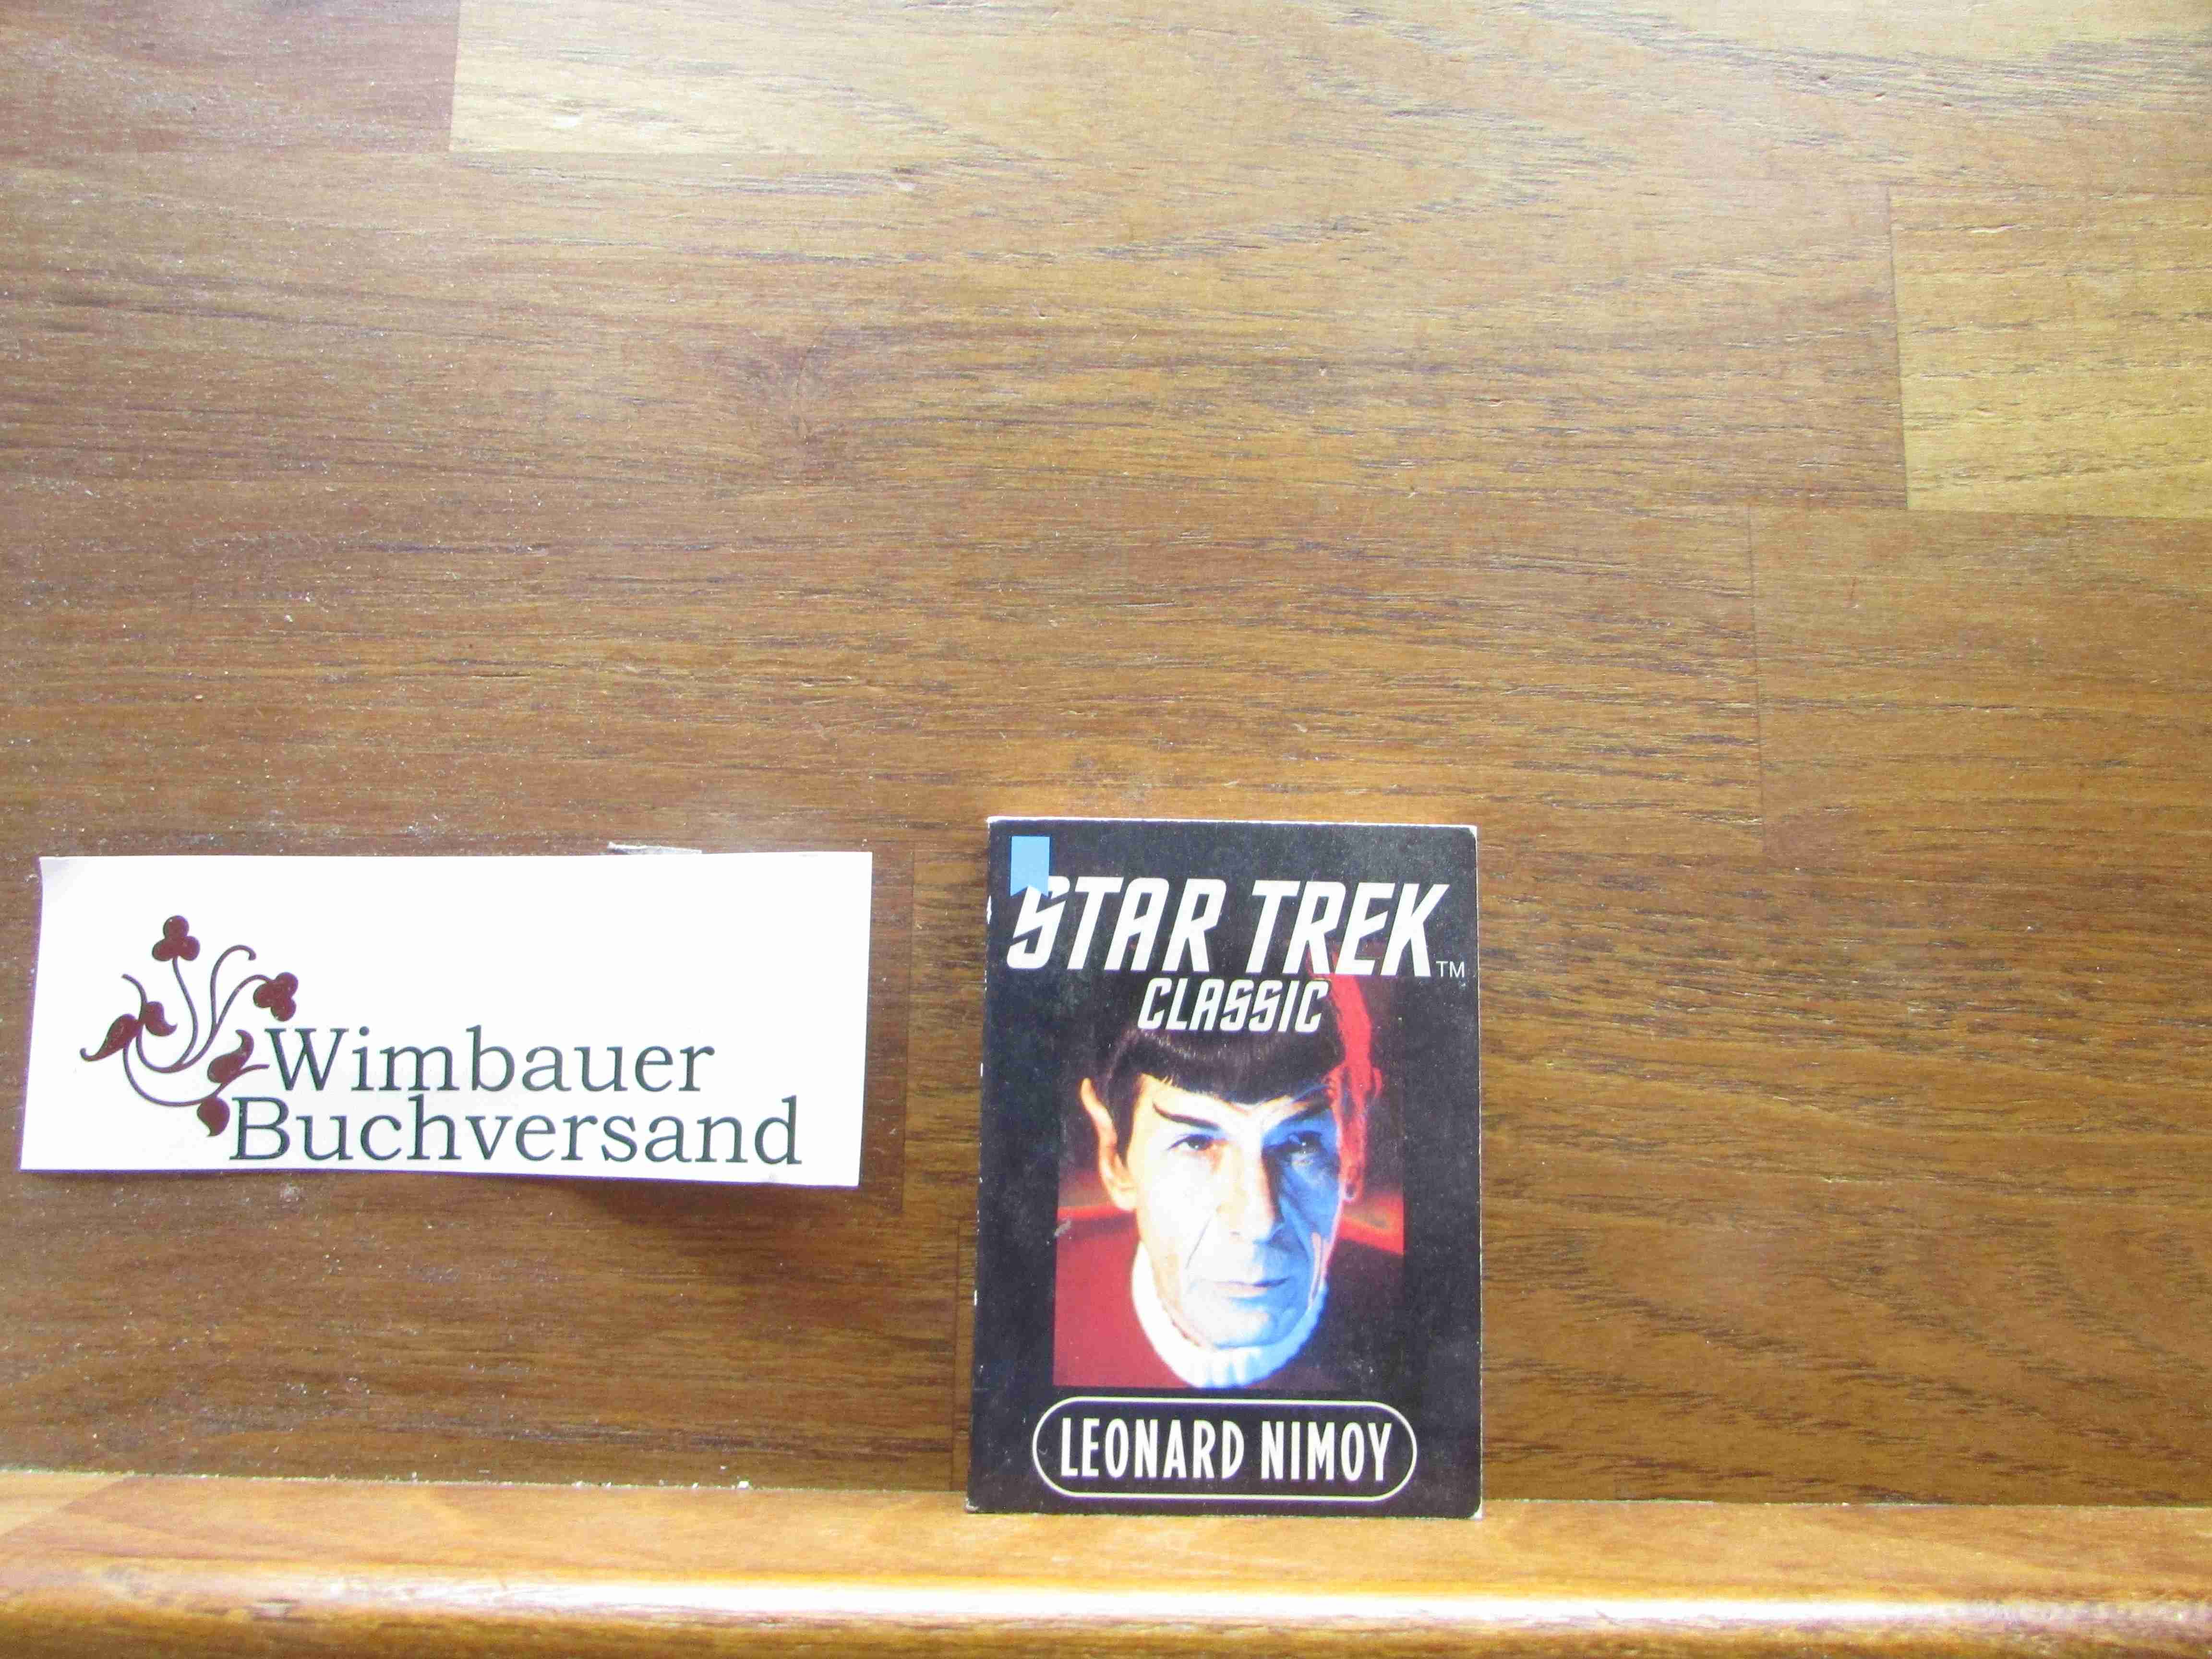 Wimbauer
Buchversand
STAR TREK™
CLASSIC
LEONARD NIMOY